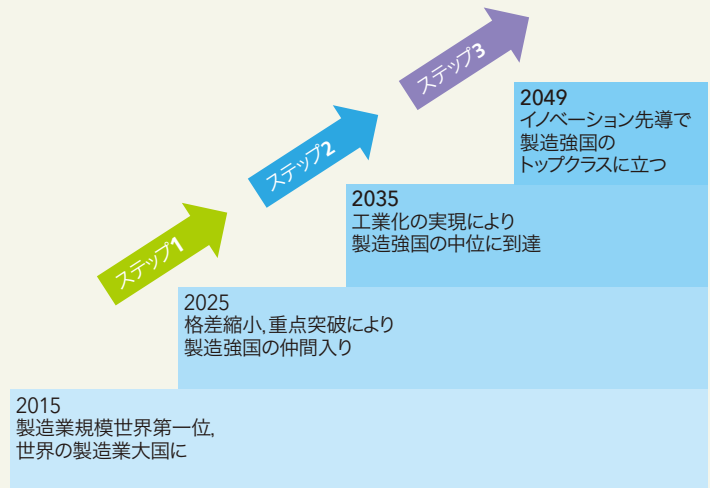 ステップ3
2049
イノベーション先導で
製造強国の
トップクラスに立つ
ステップ2
2035
工業化の実現により
製造強国の中位に到達
ステップ1
2025
格差縮小,重点突破により
製造強国の仲間入り
2015
製造業規模世界第一位,
世界の製造業大国に